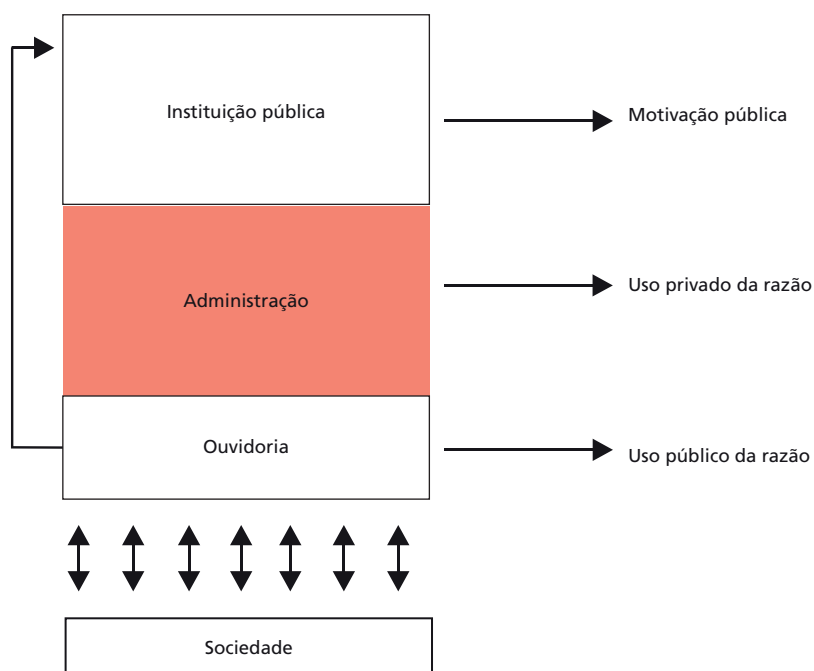 Instituição pública
Motivação pública
Administração
Uso privado da razão
Ouvidoria
Uso público da razão
Sociedade